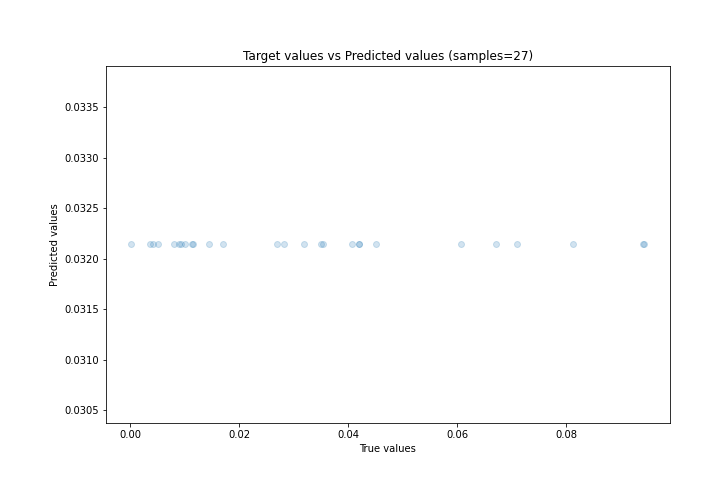 Target values vs Predicted values (samples=27)
Predicted values
0.0335
0.0330
0.0325
0.0320
0.0315
0.0310
0.0305
0.00 0.02 0.04 0.06 0.08
True values